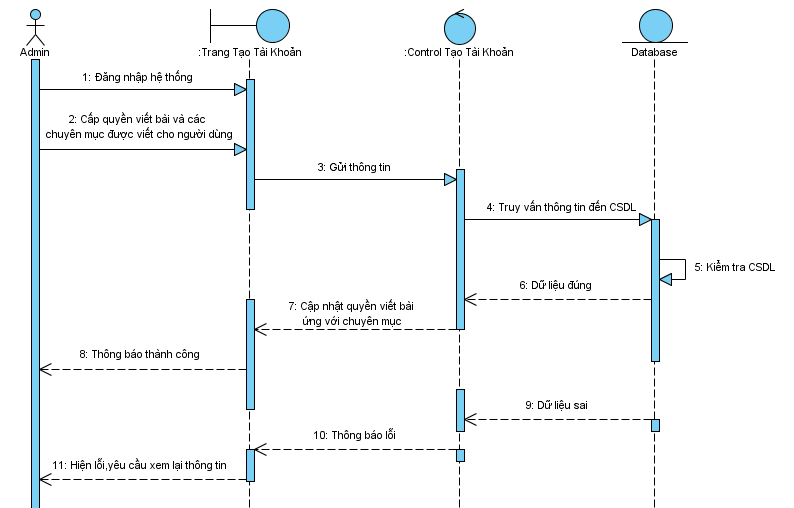 Admin
:Trang Tạo Tài Khoản
:Control Tạo Tài Khoản
Database
1: Đăng nhập hệ thống
2: Cấp quyền viết bài và các
chuyên mục được viết cho người dùng
3: Gửi thông tin
4: Truy vấn thông tin đến CSDL
5: Kiểm tra CSDL
6: Dữ liệu đúng
7: Cập nhật quyền viết bài
ứng với chuyên mục
8: Thông báo thành công
9: Dữ liệu sai
10: Thông báo lỗi
11: Hiện lỗi,yêu cầu xem lại thông tin